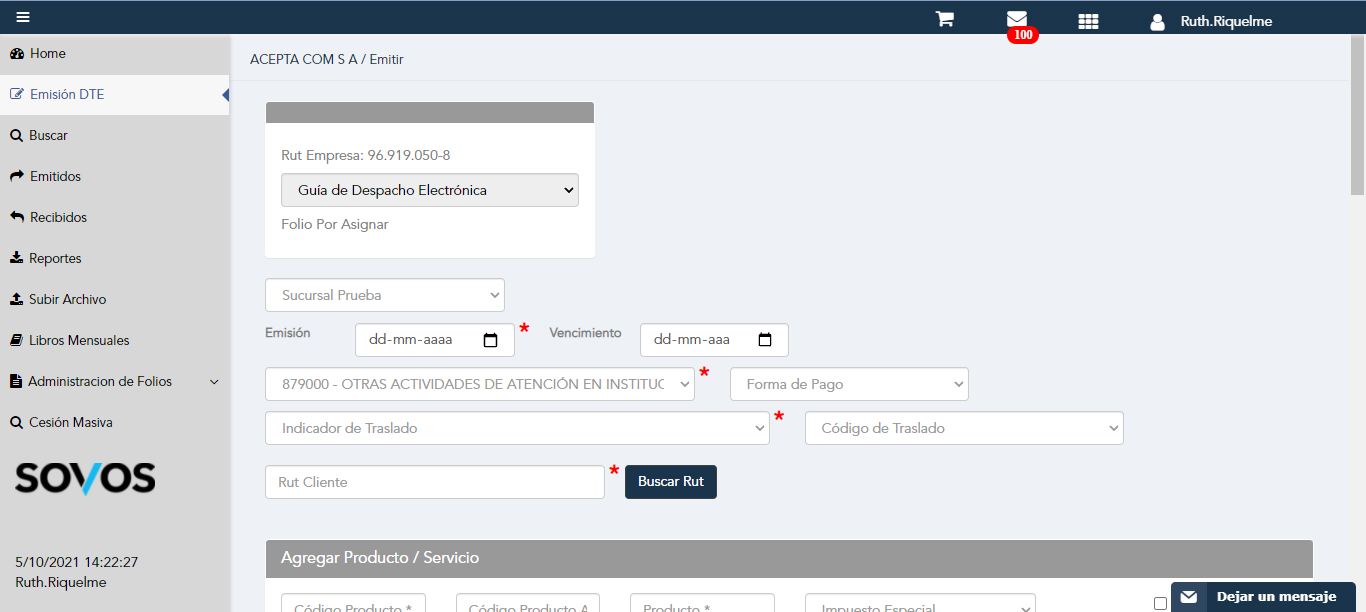 100
Ruth.Riquelme
Home
Emisión DTE
Buscar
Emitidos
Recibidos
Reportes
Subir Archivo
Libros Mensuales
Administracion de Folios
Cesión Masiva
SOVOS
5/10/2021 14:22:27
Ruth.Riquelme
ACEPTA COM S A / Emitir
Rut Empresa: 96.919.050-8
Guía de Despacho Electrónica
Folio Por Asignar
Sucursal Prueba
Emisión dd-mm-aaaa * Vencimiento dd-mm-aaa
879000 - OTRAS ACTIVIDADES DE ATENCIÓN EN INSTITUC * Forma de Pago
Indicador de Traslado * Código de Traslado
Rut Cliente * Buscar Rut
Agregar Producto / Servicio
Código Producto * Código Producto A Producto * Impuesto Especial
Dejar un mensaje